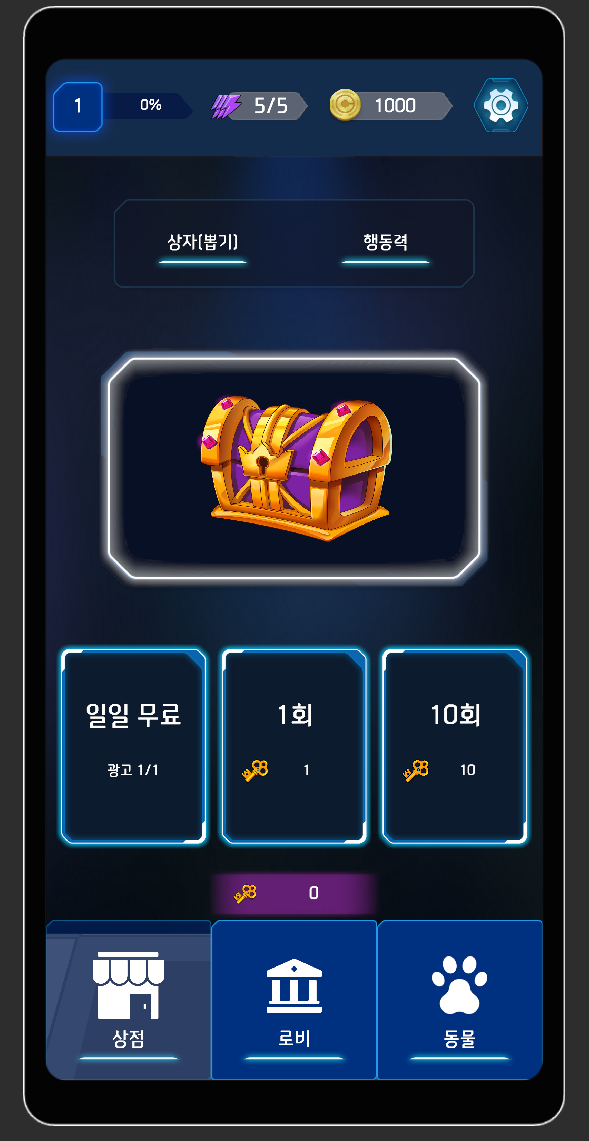 1 0% 5/5 1000
상자(뽑기) 행동력
일일 무료 1회 10회
광고 1/1 1 10
0
상점 로비 동물